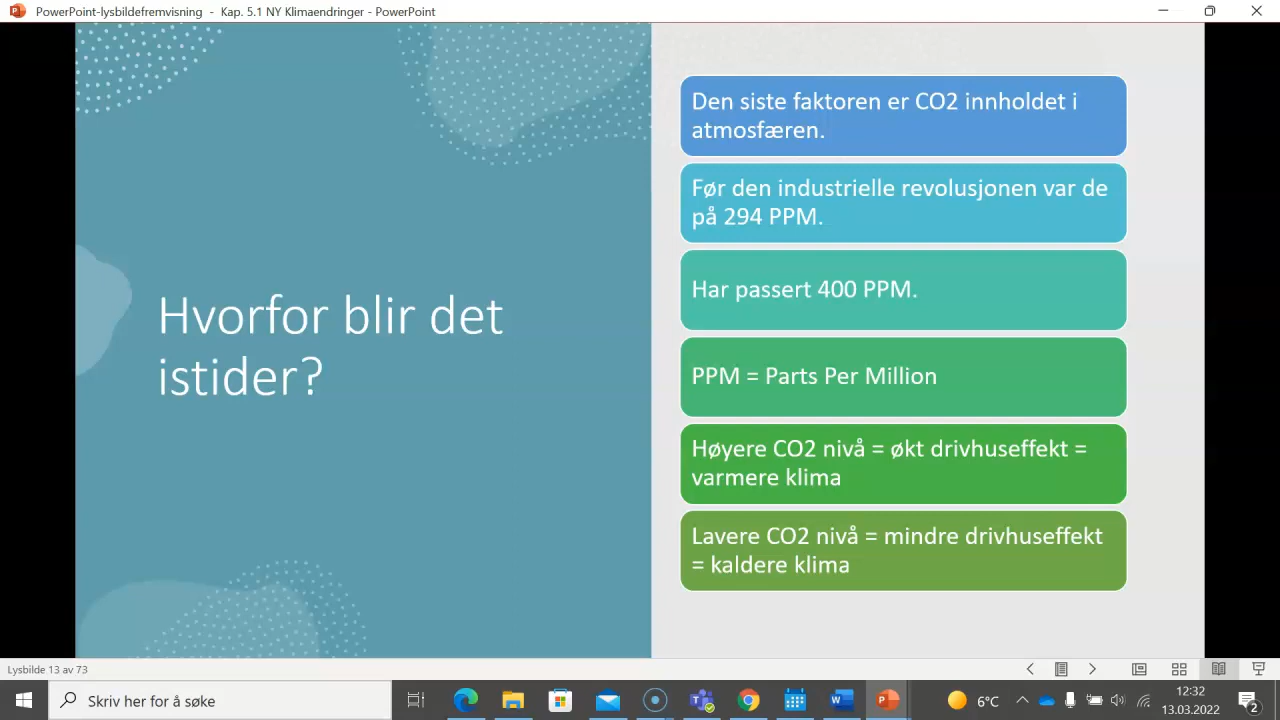 PowerPoint-lysbildefremvisning - Kap. 5.1 NY Klimaendringer - PowerPoint
Hvorfor blir det
istider?
Den siste faktoren er CO2 innholdet i
atmosfæren.
Før den industrielle revolusjonen var de
på 294 PPM.
Har passert 400 PPM.
PPM = Parts Per Million
Høyere CO2 nivå = økt drivhuseffekt =
varmere klima
Lavere CO2 nivå = mindre drivhuseffekt
= kaldere klima
Lysbilde 13 av 73
Skriv her for å søke
6°C
12:32
13.03.2022
2